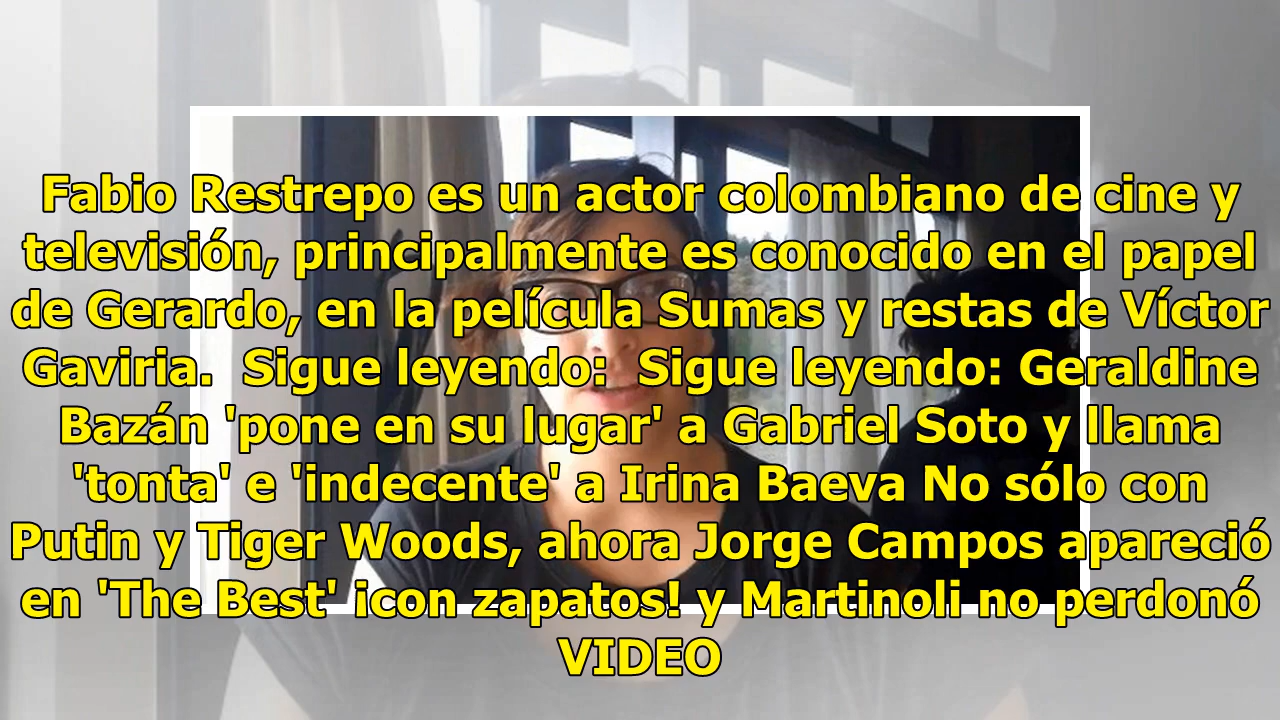 Fabio Restrepo es un actor colombiano de cine y
televisión, principalmente es conocido en el papel
de Gerardo, en la película Sumas y restas de Víctor
Gaviria.  Sigue leyendo:  Sigue leyendo: Geraldine
Bazán 'pone en su lugar' a Gabriel Soto y llama
'tonta' e 'indecente' a Irina Baeva No sólo con
Putin y Tiger Woods, ahora Jorge Campos apareció
en 'The Best' ¡con zapatos! y Martinoli no perdonó
VIDEO